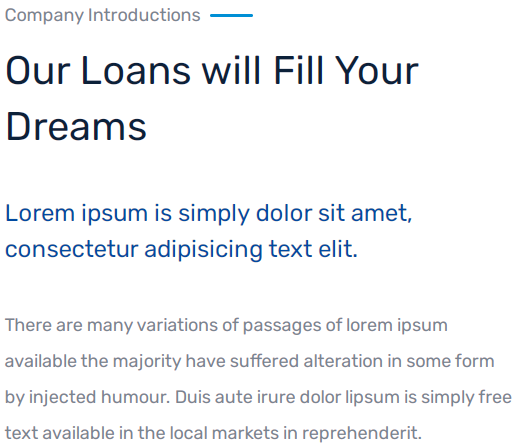 Company Introductions
Our Loans will Fill Your
Dreams
Lorem ipsum is simply dolor sit amet,
consectetur adipisicing text elit.
There are many variations of passages of lorem ipsum
available the majority have suffered alteration in some form
by injected humour. Duis aute irure dolor lipsum is simply free
text available in the local markets in reprehenderit.